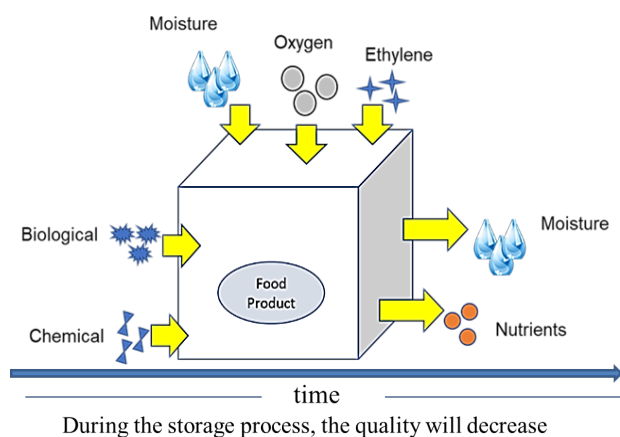 Moisture
Oxygen
Ethylene
Biological
Moisture
Food
Product
Chemical
Nutrients
time
During the storage process, the quality will decrease